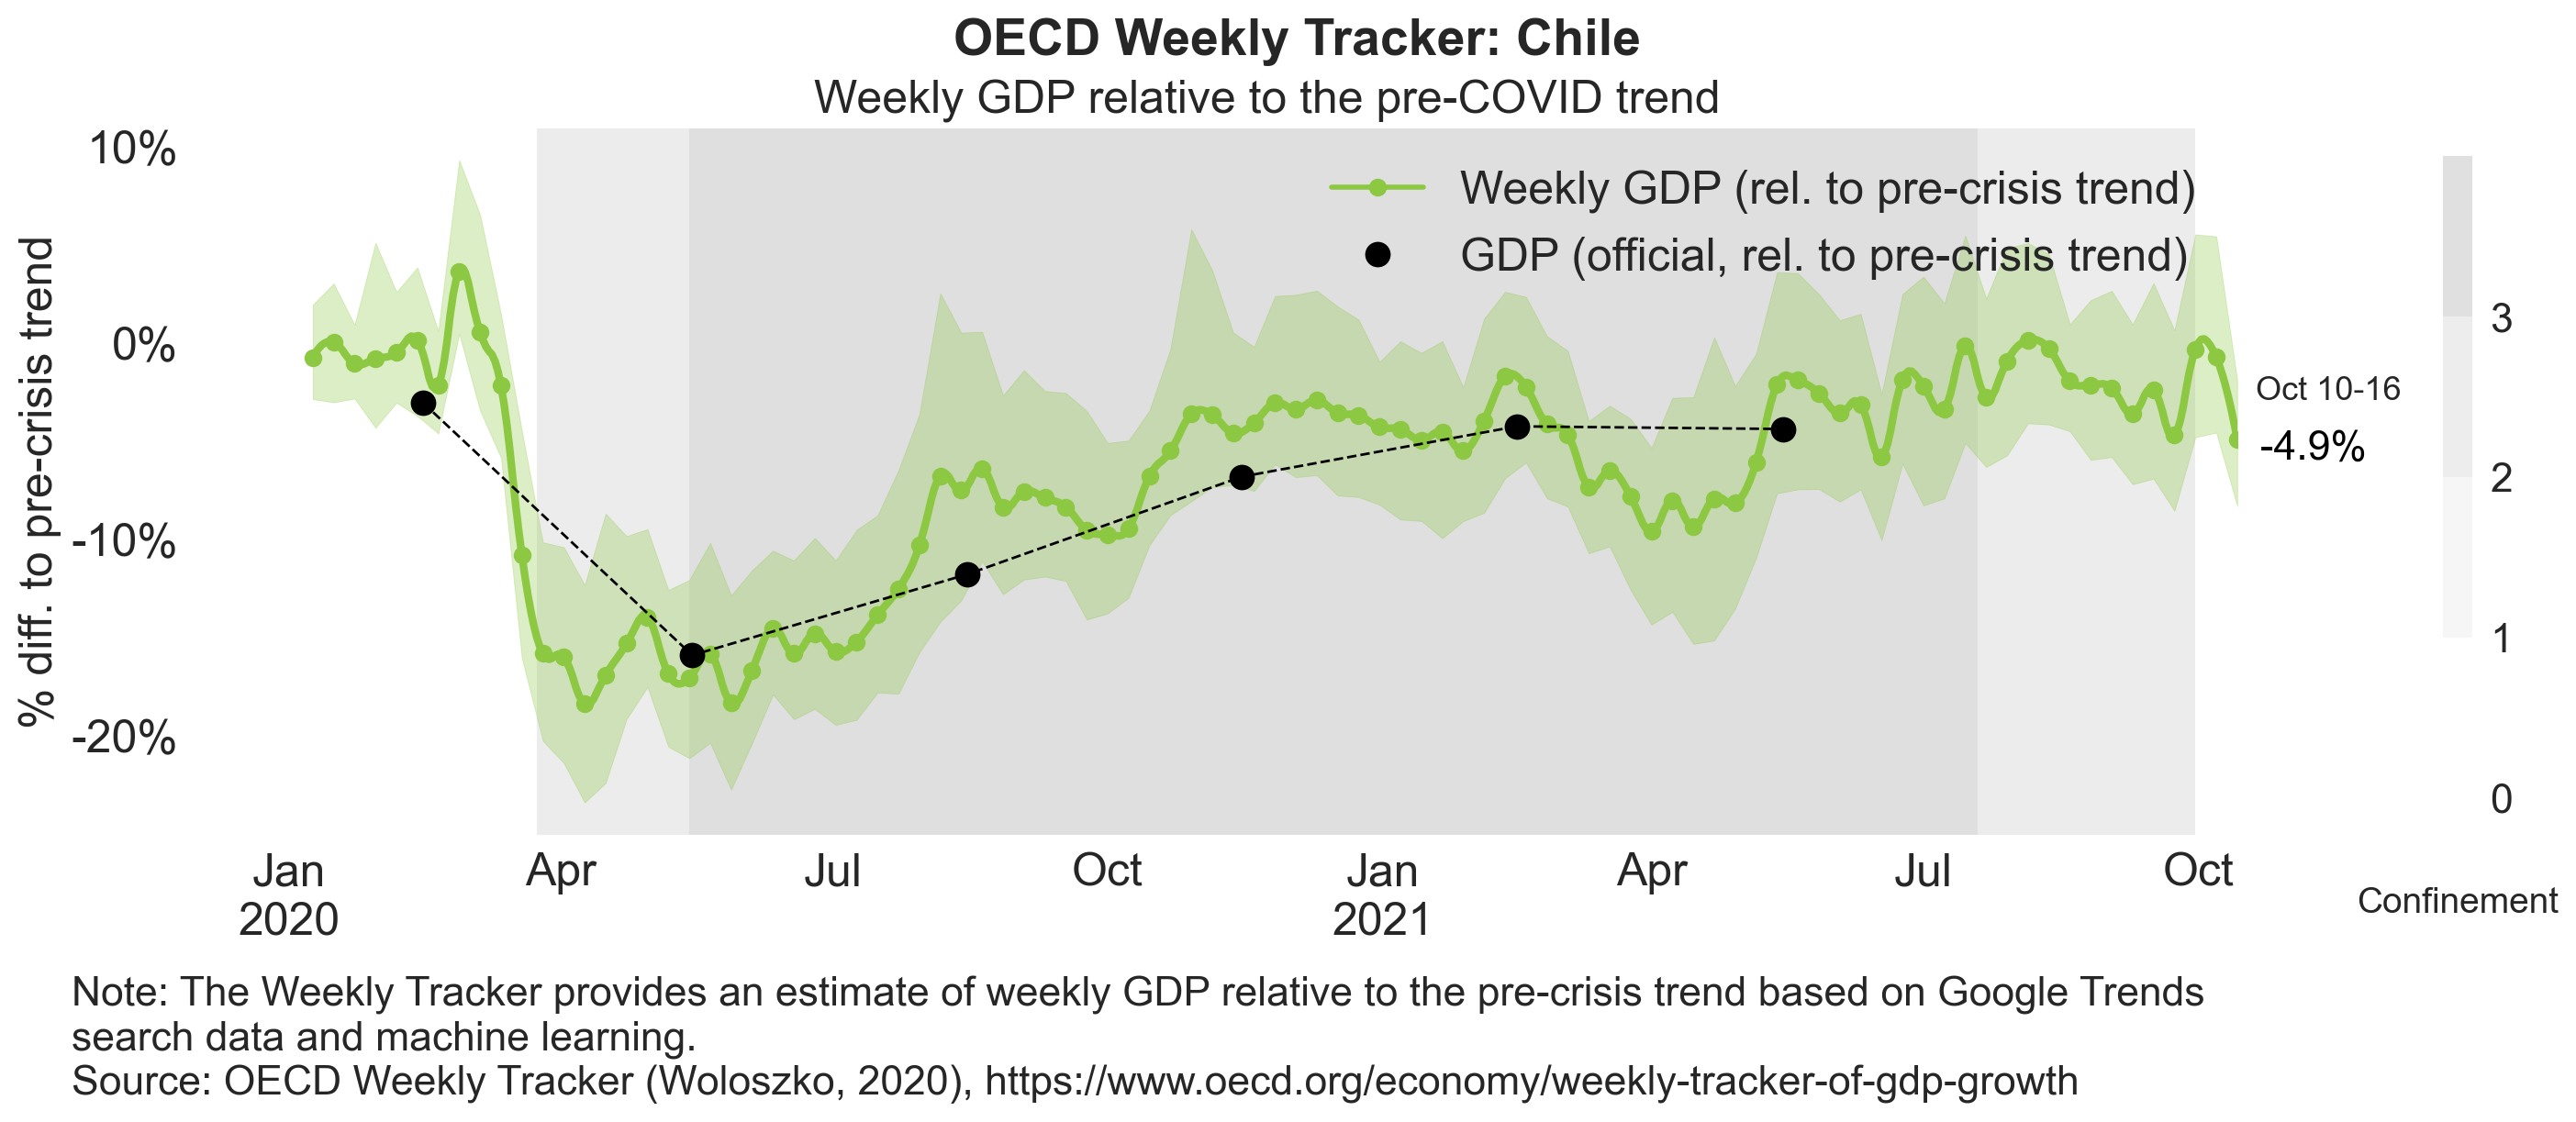 OECD Weekly Tracker: Chile
Weekly GDP relative to the pre-COVID trend
% diff. to pre-crisis trend
10%
0%
-10%
-20%
Weekly GDP (rel. to pre-crisis trend)
GDP (official, rel. to pre-crisis trend)
Oct 10-16
-4.9%
3
2
1
0
Confinement
Jan Apr Jul Oct Jan Apr Jul Oct
2020 2021
Note: The Weekly Tracker provides an estimate of weekly GDP relative to the pre-crisis trend based on Google Trends
search data and machine learning.
Source: OECD Weekly Tracker (Woloszko, 2020), https://www.oecd.org/economy/weekly-tracker-of-gdp-growth